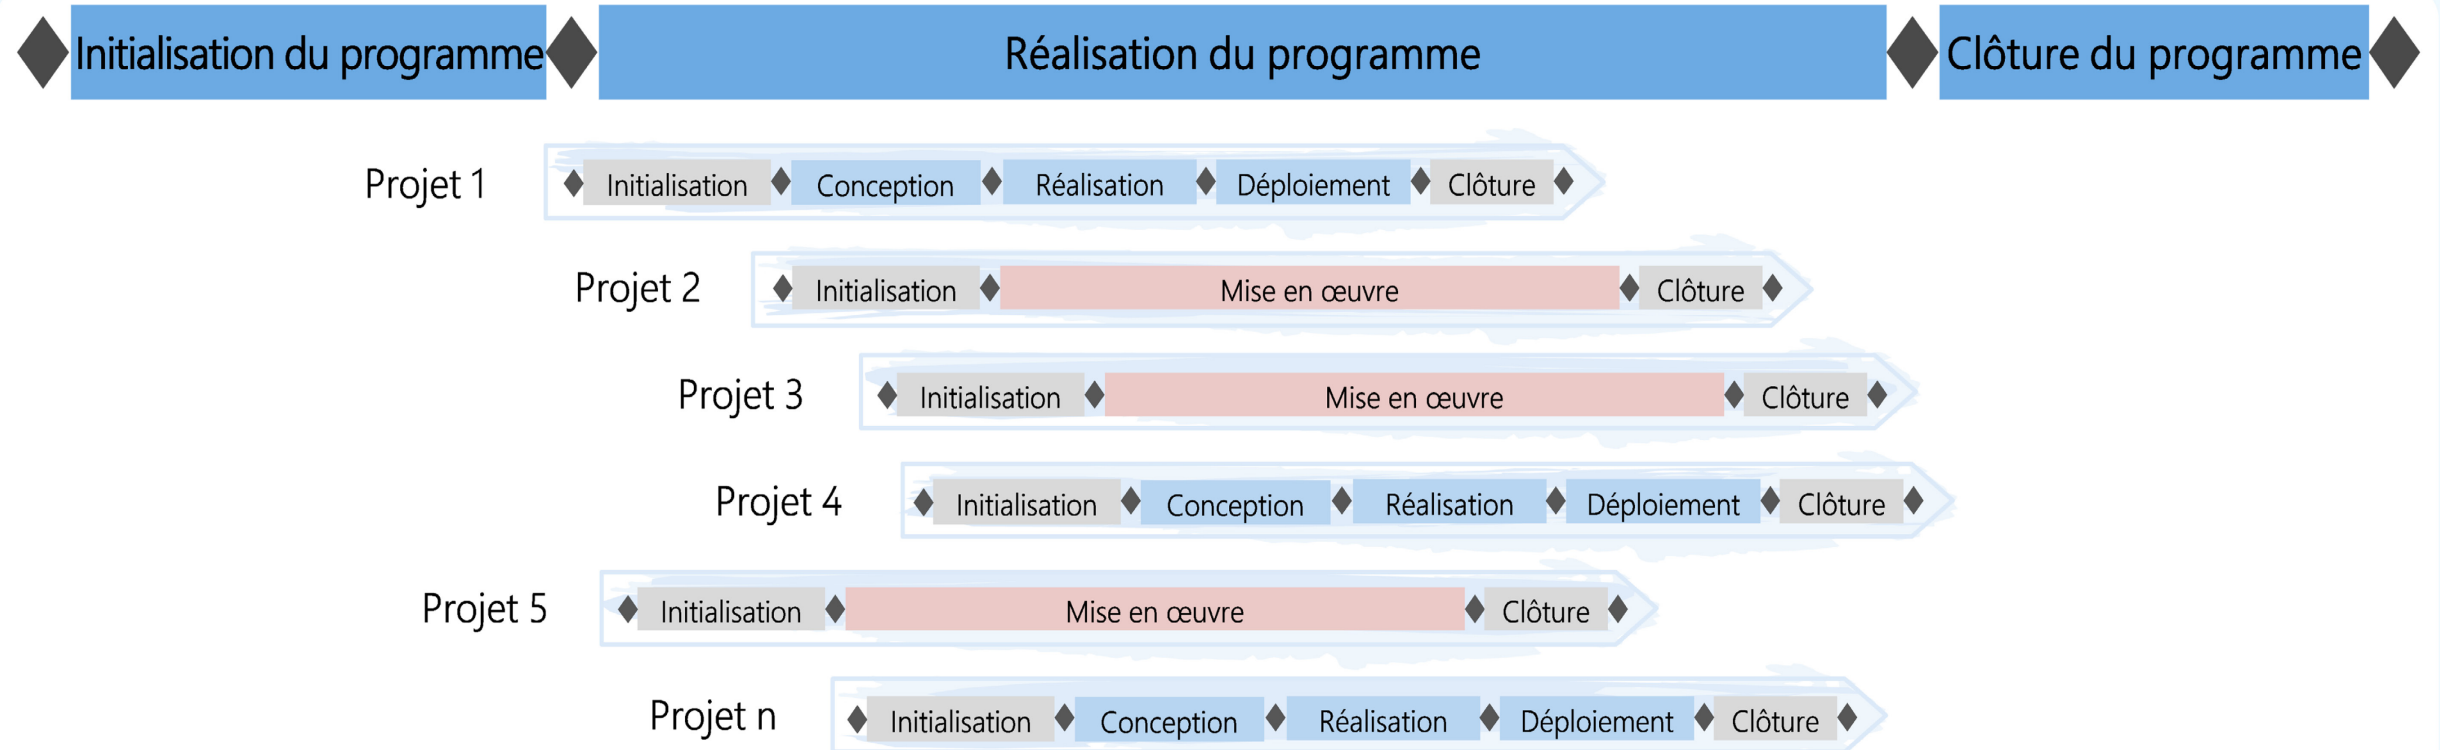 Initialisation du programme Réalisation du programme Clôture du programme
Projet 1 Initialisation Conception Réalisation Déploiement Clôture
Projet 2 Initialisation Mise en œuvre Clôture
Projet 3 Initialisation Mise en œuvre Clôture
Projet 4 Initialisation Conception Réalisation Déploiement Clôture
Projet 5 Initialisation Mise en œuvre Clôture
Projet n Initialisation Conception Réalisation Déploiement Clôture